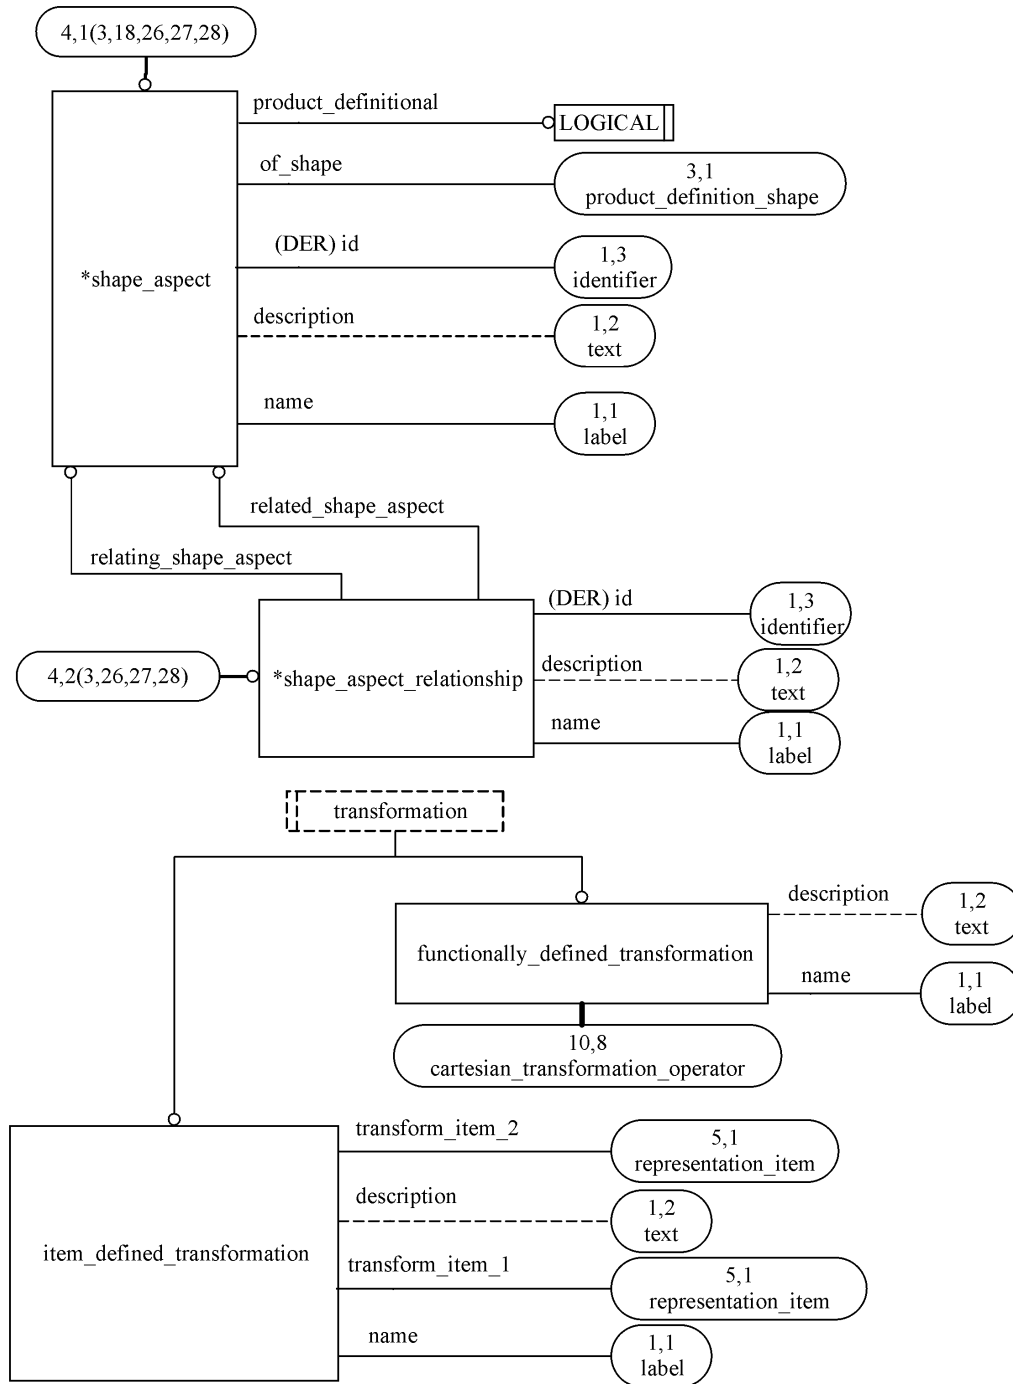 4,1(3,18,26,27,28)
product_definitional
LOGICAL
of_shape
3,1
product_definition_shape
(DER) id
1,3
identifier
*shape_aspect
description
1,2
text
name
1,1
label
related_shape_aspect
relating_shape_aspect
(DER) id
1,3
identifier
4,2(3,26,27,28)
*shape_aspect_relationship
description
1,2
text
name
1,1
label
transformation
description
1,2
text
functionally_defined_transformation
name
1,1
label
10,8
cartesian_transformation_operator
transform_item_2
5,1
representation_item
description
1,2
text
item_defined_transformation
transform_item_1
5,1
representation_item
name
1,1
label